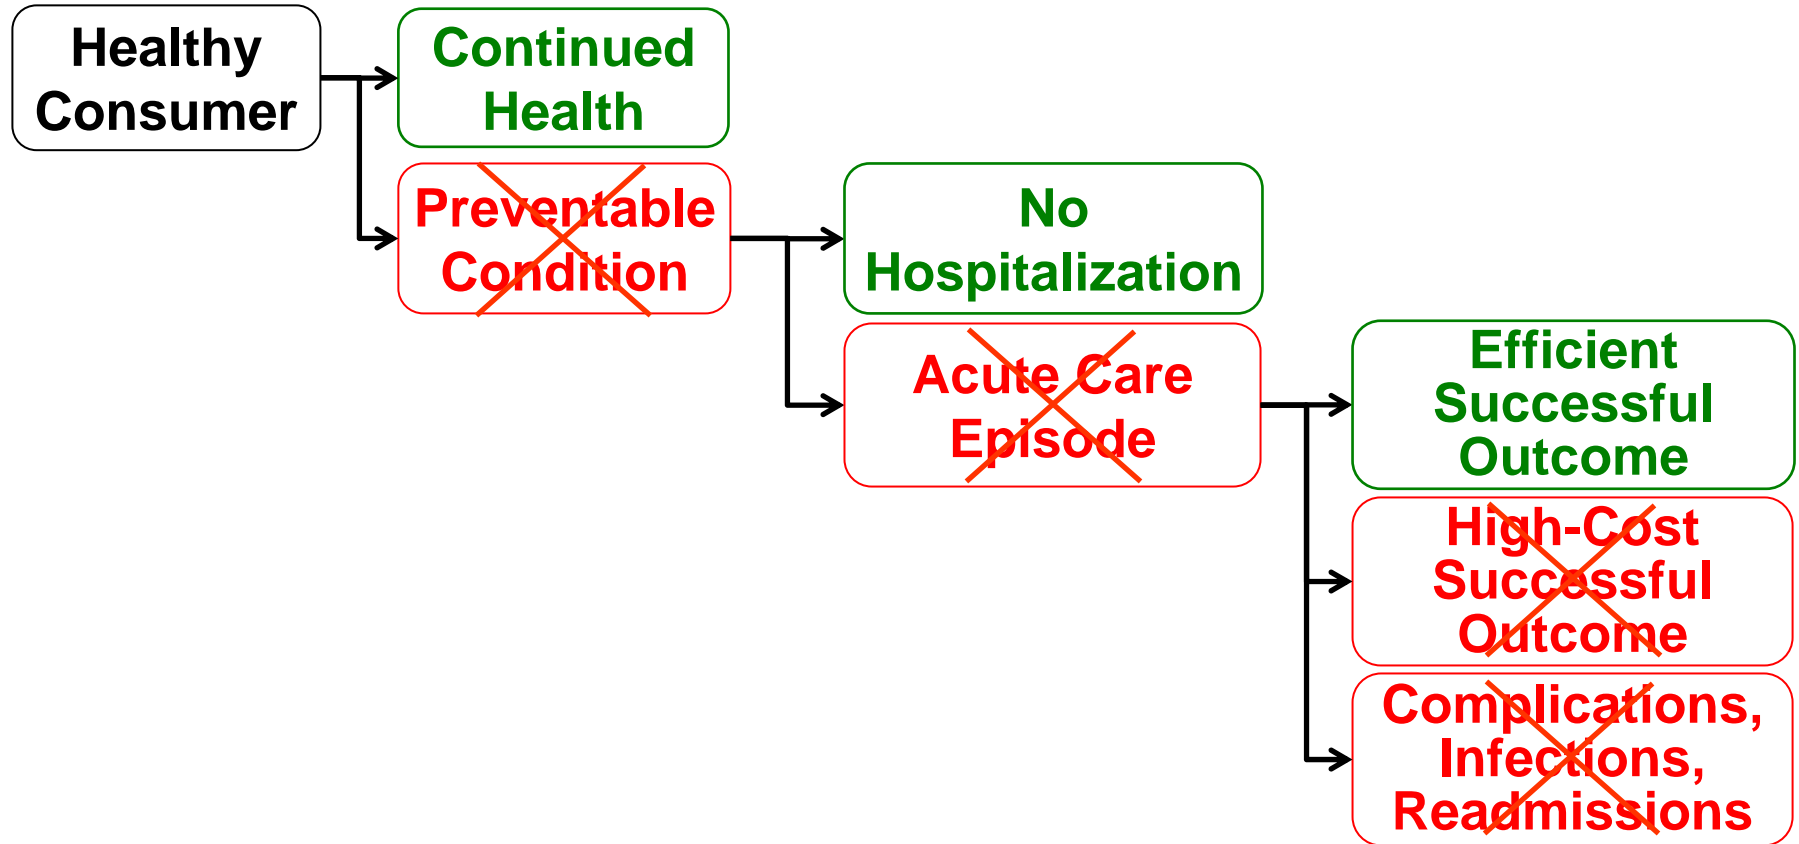 Healthy
Consumer
Continued
Health
Preventable
Condition
No
Hospitalization
Acute Care
Episode
Efficient
Successful
Outcome
High-Cost
Successful
Outcome
Complications,
Infections,
Readmissions